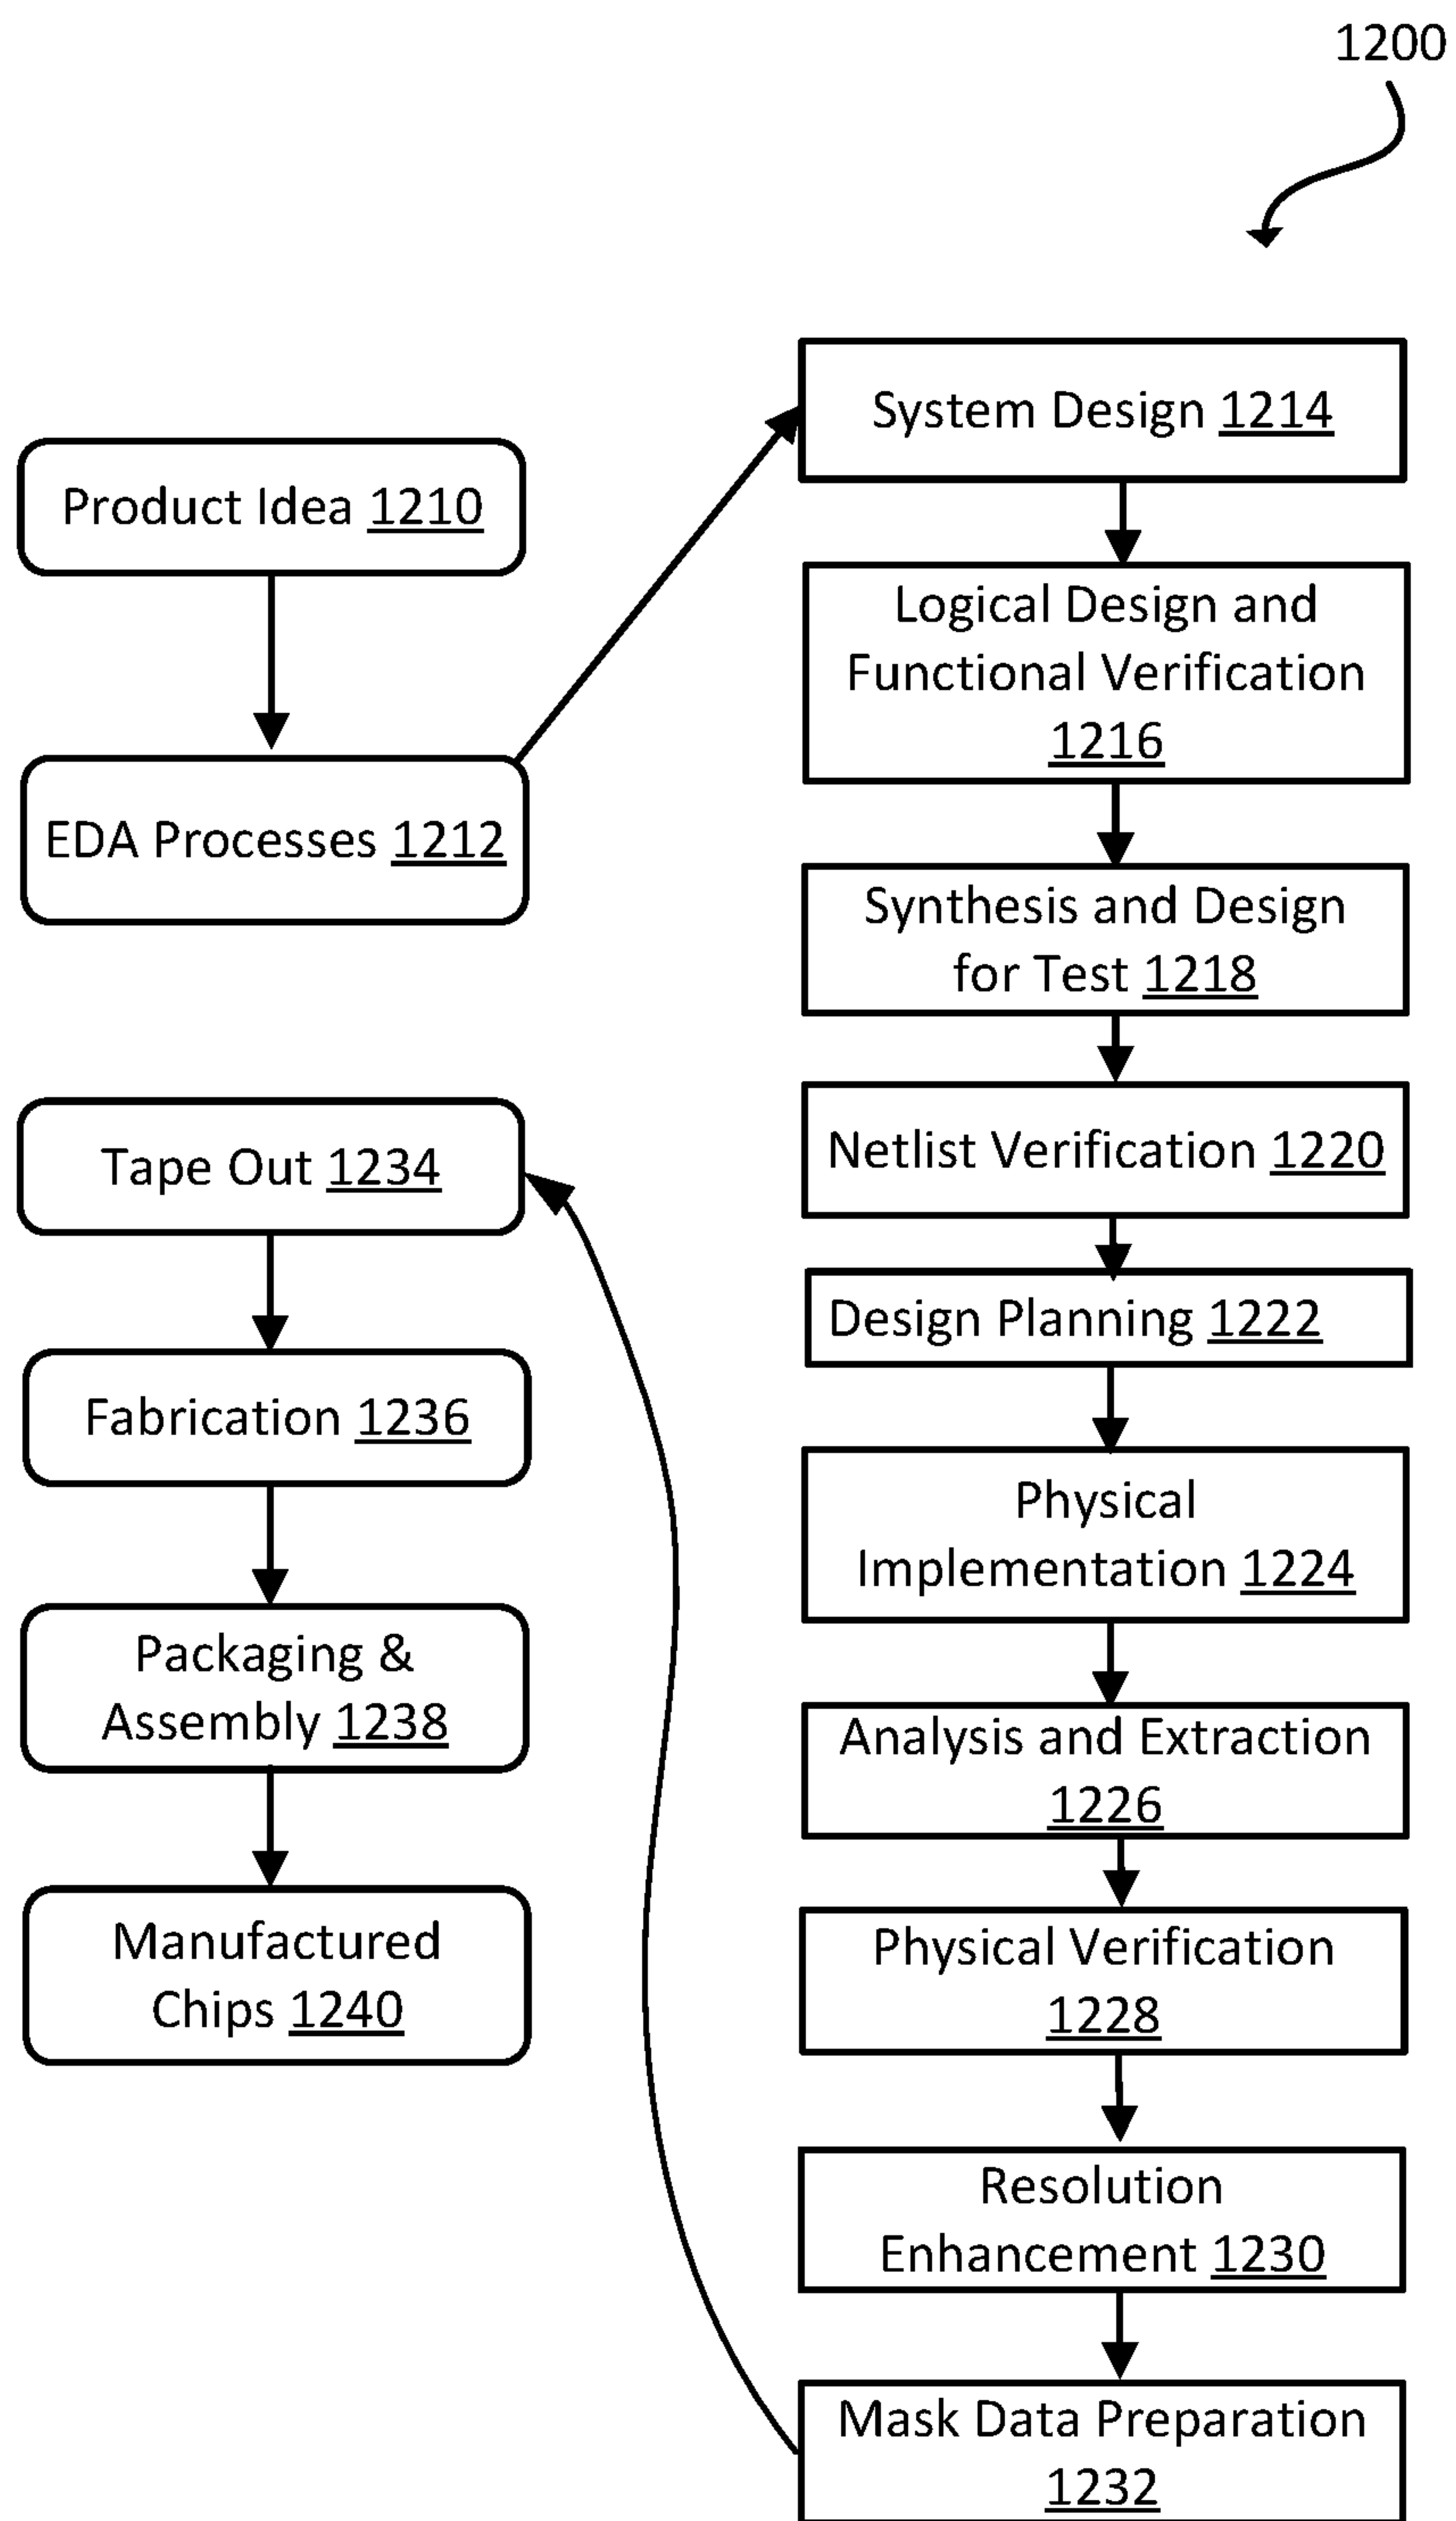 1200
Product Idea 1210
EDA Processes 1212
System Design 1214
Logical Design and
Functional Verification
1216
Synthesis and Design
for Test 1218
Netlist Verification 1220
Design Planning 1222
Physical
Implementation 1224
Analysis and Extraction
1226
Physical Verification
1228
Resolution
Enhancement 1230
Mask Data Preparation
1232
Tape Out 1234
Fabrication 1236
Packaging &
Assembly 1238
Manufactured
Chips 1240